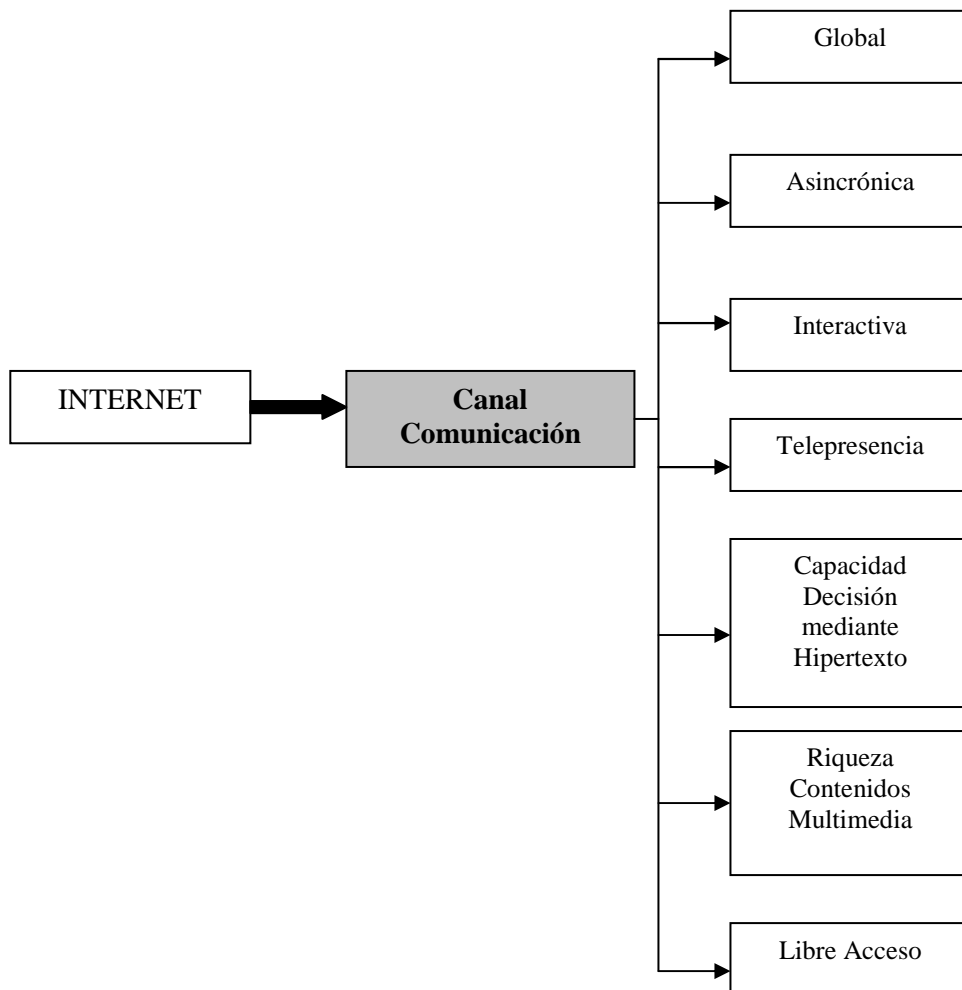 INTERNET
Canal
Comunicación
Global
Asincrónica
Interactiva
Telepresencia
Capacidad
Decisión
mediante
Hipertexto
Riqueza
Contenidos
Multimedia
Libre Acceso